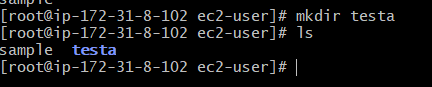 sample
[root@ip-172-31-8-102 ec2-user]# mkdir testa
[root@ip-172-31-8-102 ec2-user]# ls
sample  testa
[root@ip-172-31-8-102 ec2-user]#